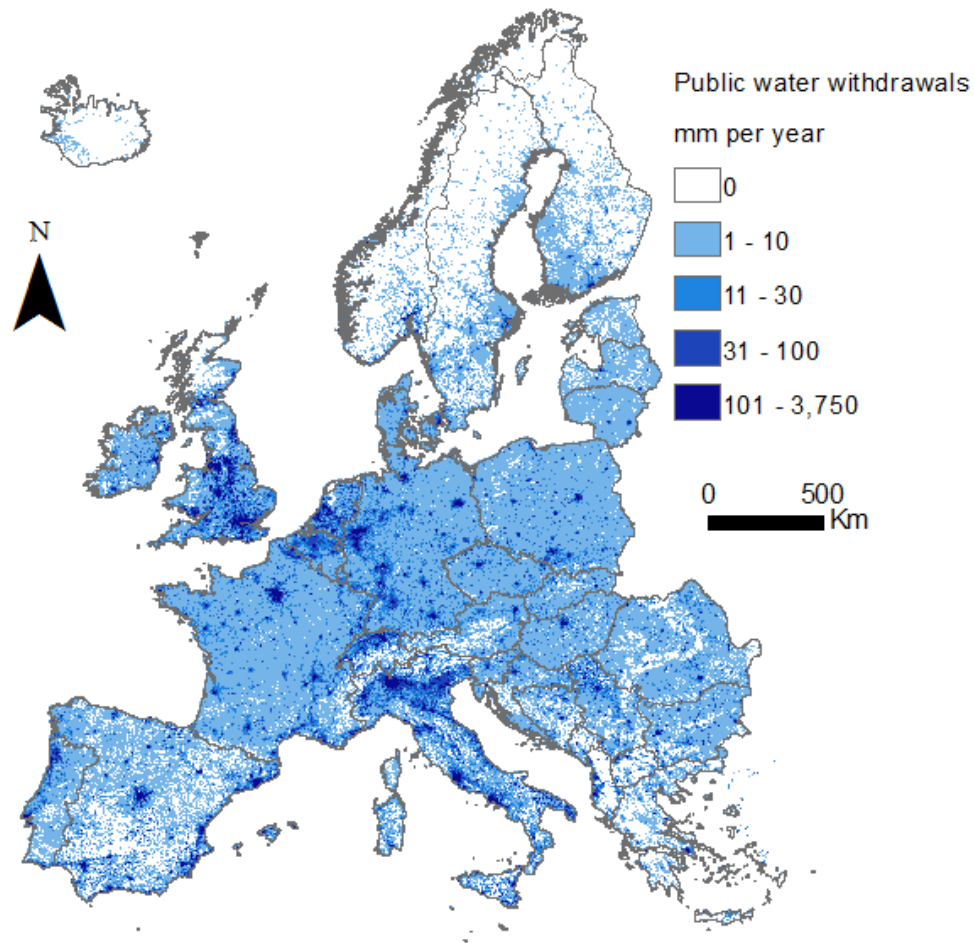 Public water withdrawals
mm per year
0
N
1 - 10
11 - 30
31 - 100
101 - 3,750
0 500
Km